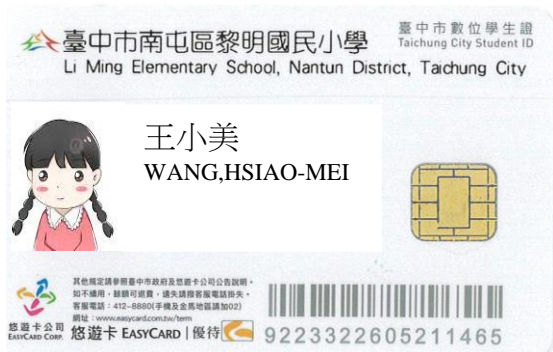 臺中市南屯區黎明國民小學
臺中市數位學生證
Taichung City Student ID
Li Ming Elementary School, Nantun District, Taichung City
王小美
WANG,HSIAO-MEI
其他規定請參照臺中市政府及悠遊卡公司公告說明。
如不續用,餘額可退費,遺失請撥客服電話掛失。
客服電話:412-8880(手機及金馬地區請加02)
網址:www.easycard.com.tw/term
悠遊卡公司
EASYCARD CORP.
悠遊卡 EASYCARD | 優待
9223322605211465